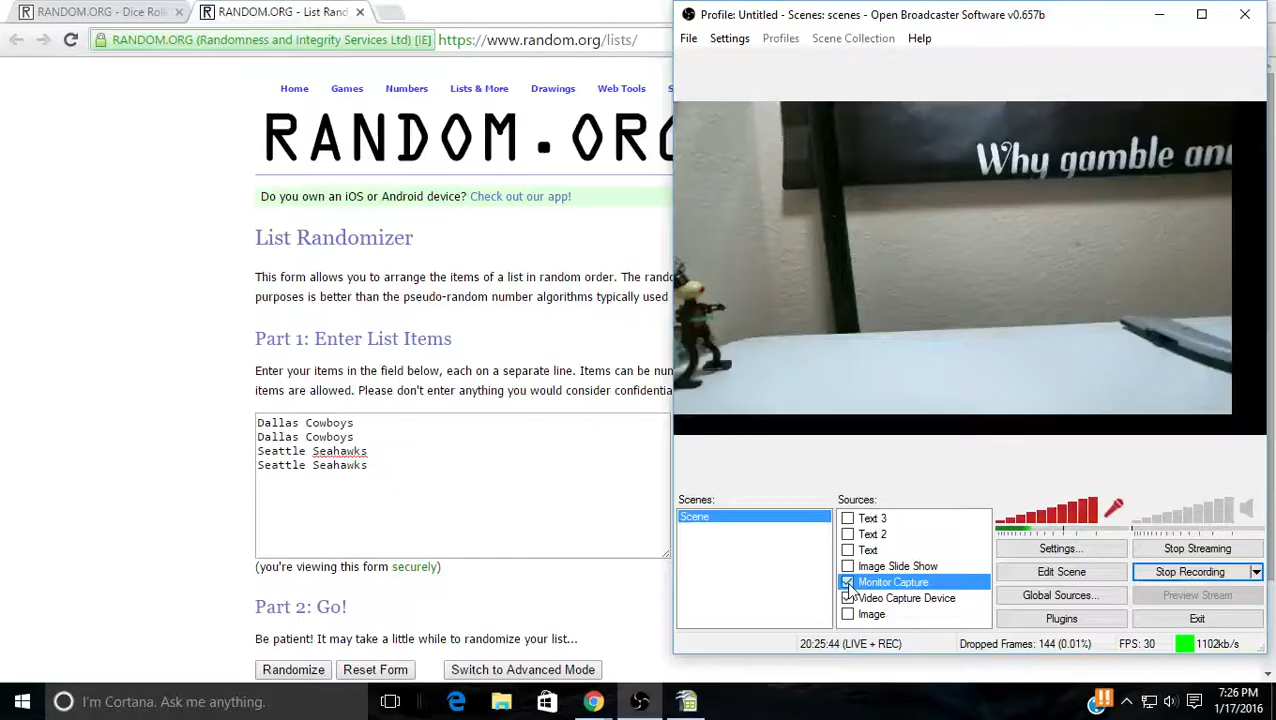 RANDOM.ORG - Dice Roll
RANDOM.ORG - List Rand
RANDOM.ORG (Randomness and Integrity Services Ltd) [IE]
https://www.random.org/lists/
Home
Games
Numbers
Lists & More
Drawings
Web Tools
RANDOM.ORG
Do you own an iOS or Android device? Check out our app!
List Randomizer
This form allows you to arrange the items of a list in random order. The
purposes is better than the pseudo-random number algorithms typically used
Part 1: Enter List Items
Enter your items in the field below, each on a separate line. Items can be
items are allowed. Please don't enter anything you would consider
Dallas Cowboys
Dallas Cowboys
Seattle Seahawks
Seattle Seahawks
(you're viewing this form securely)
Part 2: Go!
Be patient! It may take a little while to randomize your list...
Randomize
Reset Form
Switch to Advanced Mode
Profile: Untitled - Scenes: scenes - Open Broadcaster Software v0.657b
File
Settings
Profiles
Scene Collection
Help
Why gamble an
Scenes:
Scene
Sources:
Text 3
Text 2
Text
Image Slide Show
Monitor Capture
Video Capture Device
Image
Settings...
Stop Streaming
Edit Scene
Stop Recording
Global Sources...
Preview Stream
Plugins
Exit
20:25:44 (LIVE + REC)
Dropped Frames: 144 (0.01%)
FPS: 30
1102kb/s
I'm Cortana. Ask me anything.
7:26 PM
1/17/2016